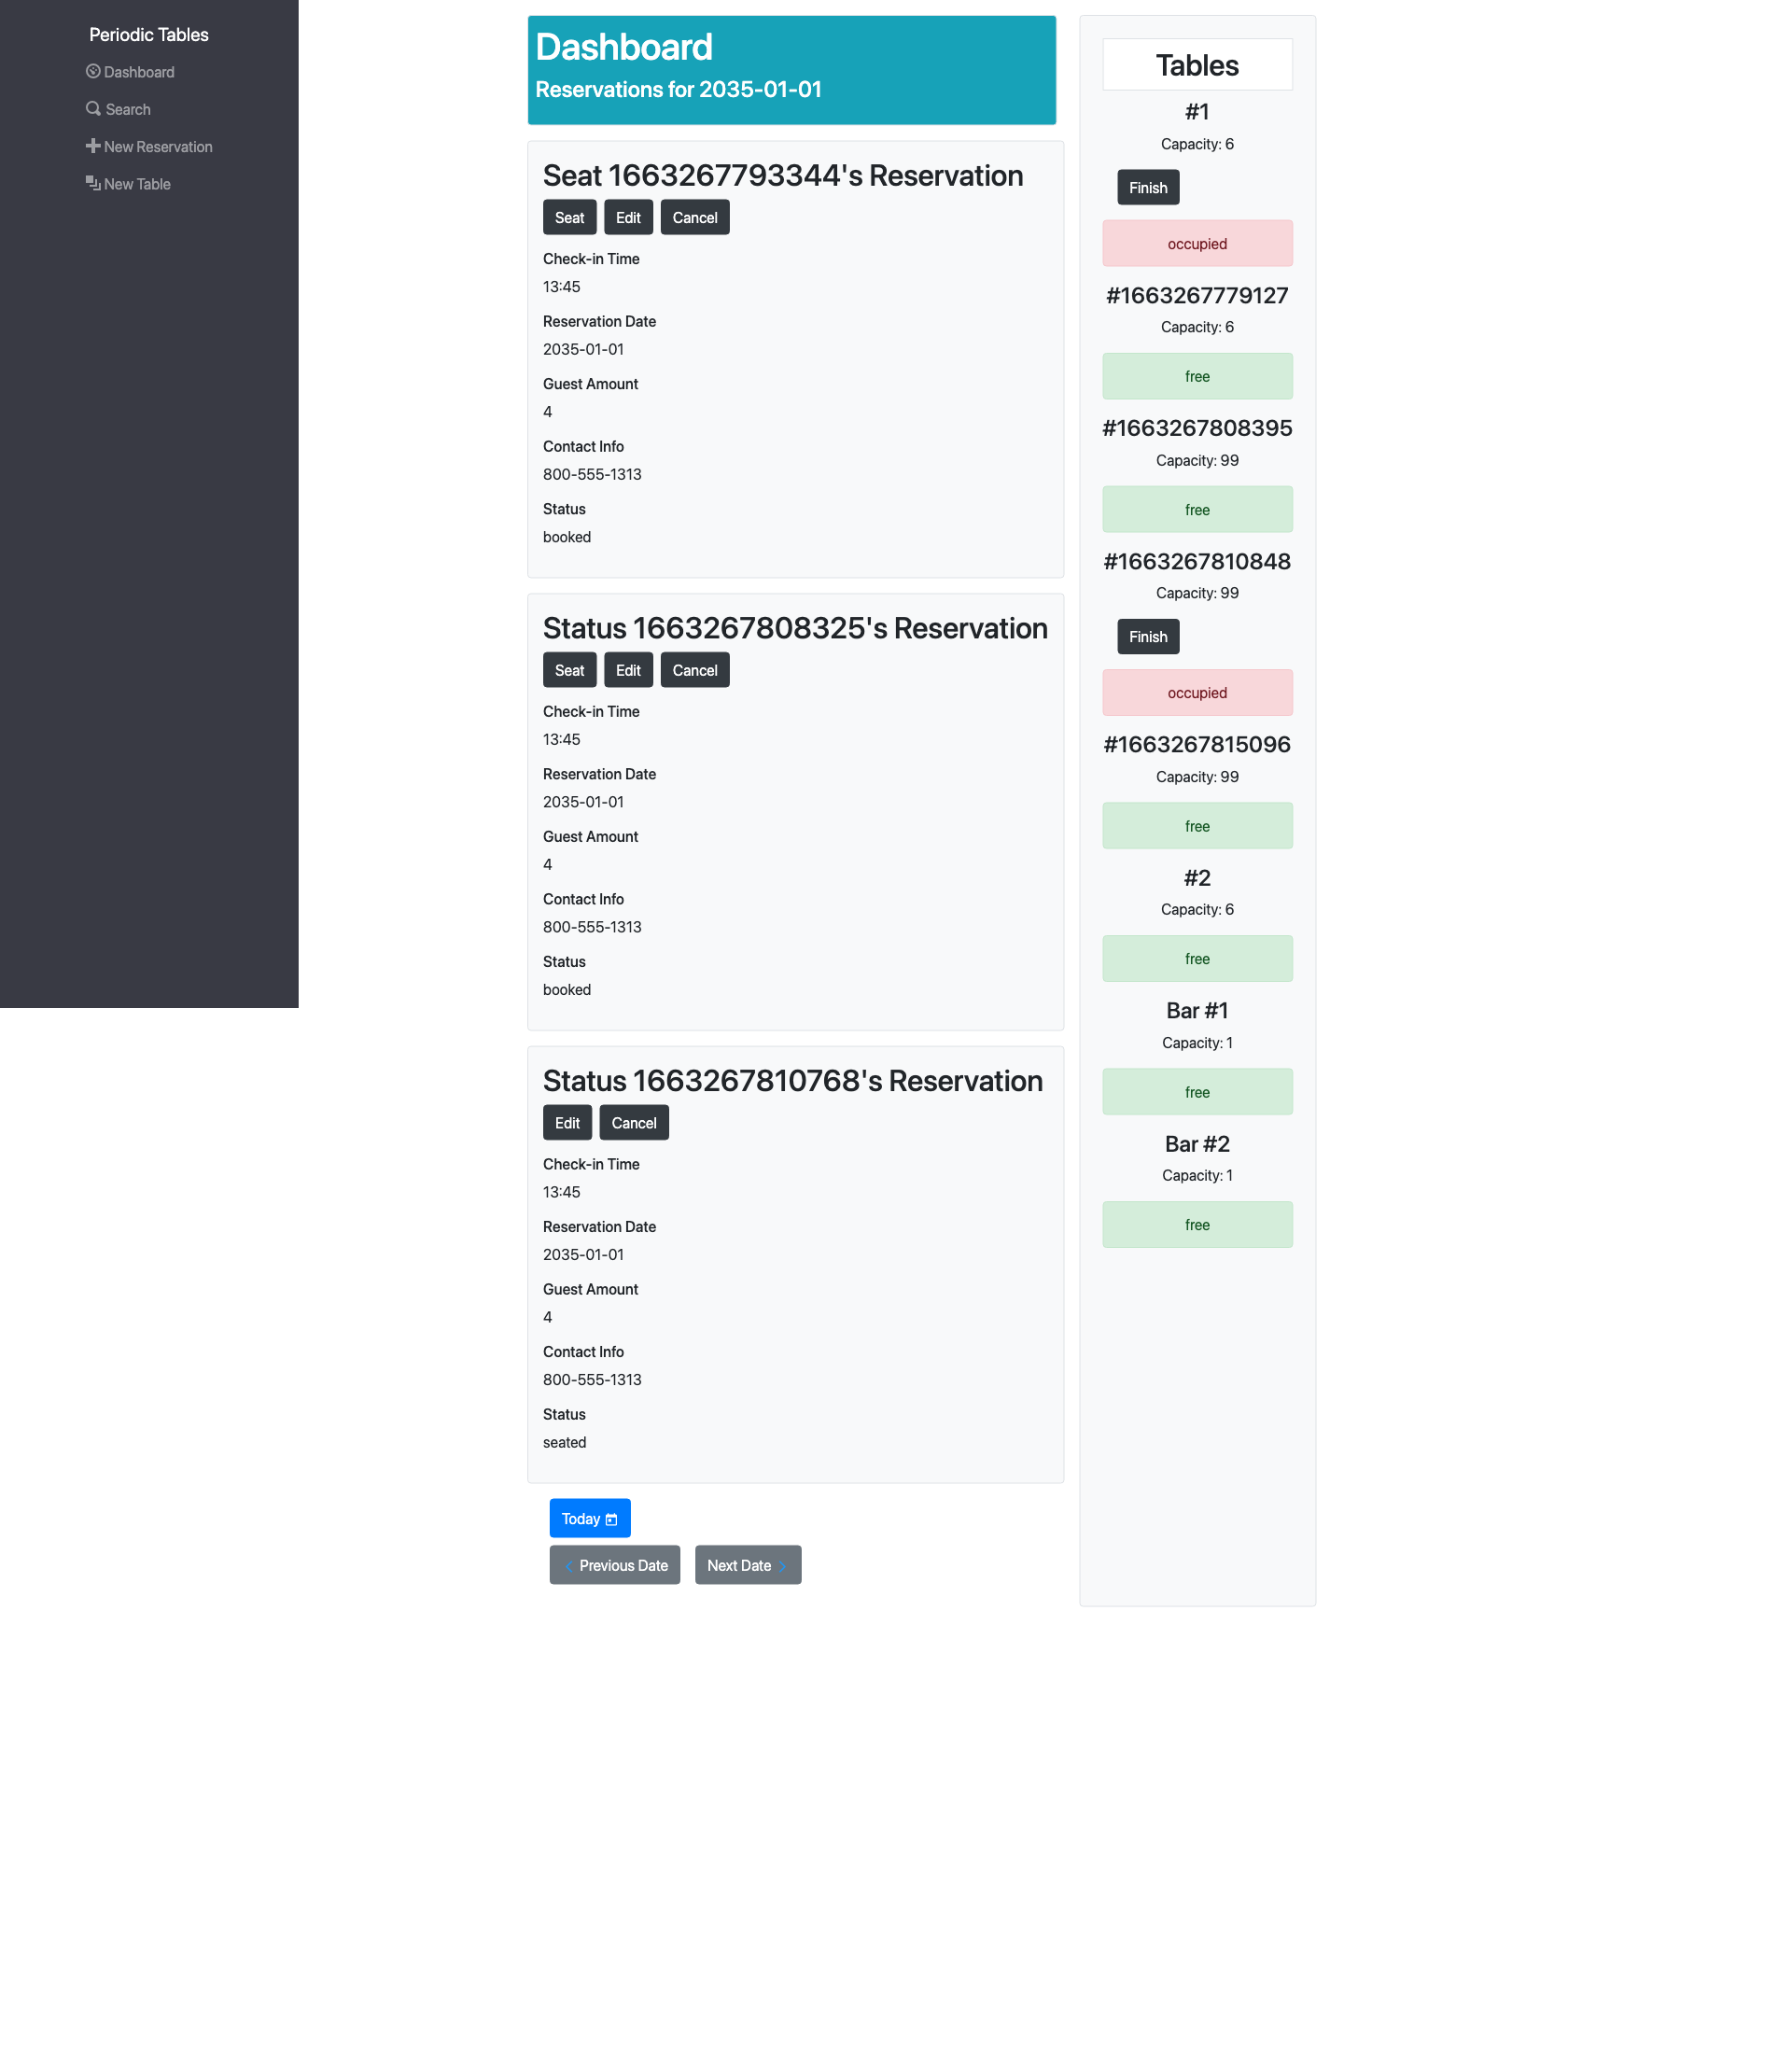 Periodic Tables
Dashboard
Search
New Reservation
New Table
Dashboard
Reservations for 2035-01-01
Seat 1663267793344's Reservation
Seat Edit Cancel
Check-in Time
13:45
Reservation Date
2035-01-01
Guest Amount
4
Contact Info
800-555-1313
Status
booked
Status 1663267808325's Reservation
Seat Edit Cancel
Check-in Time
13:45
Reservation Date
2035-01-01
Guest Amount
4
Contact Info
800-555-1313
Status
booked
Status 1663267810768's Reservation
Edit Cancel
Check-in Time
13:45
Reservation Date
2035-01-01
Guest Amount
4
Contact Info
800-555-1313
Status
seated
Today
Previous Date Next Date
Tables
#1
Capacity: 6
Finish
occupied
#1663267779127
Capacity: 6
free
#1663267808395
Capacity: 99
free
#1663267810848
Capacity: 99
Finish
occupied
#1663267815096
Capacity: 99
free
#2
Capacity: 6
free
Bar #1
Capacity: 1
free
Bar #2
Capacity: 1
free